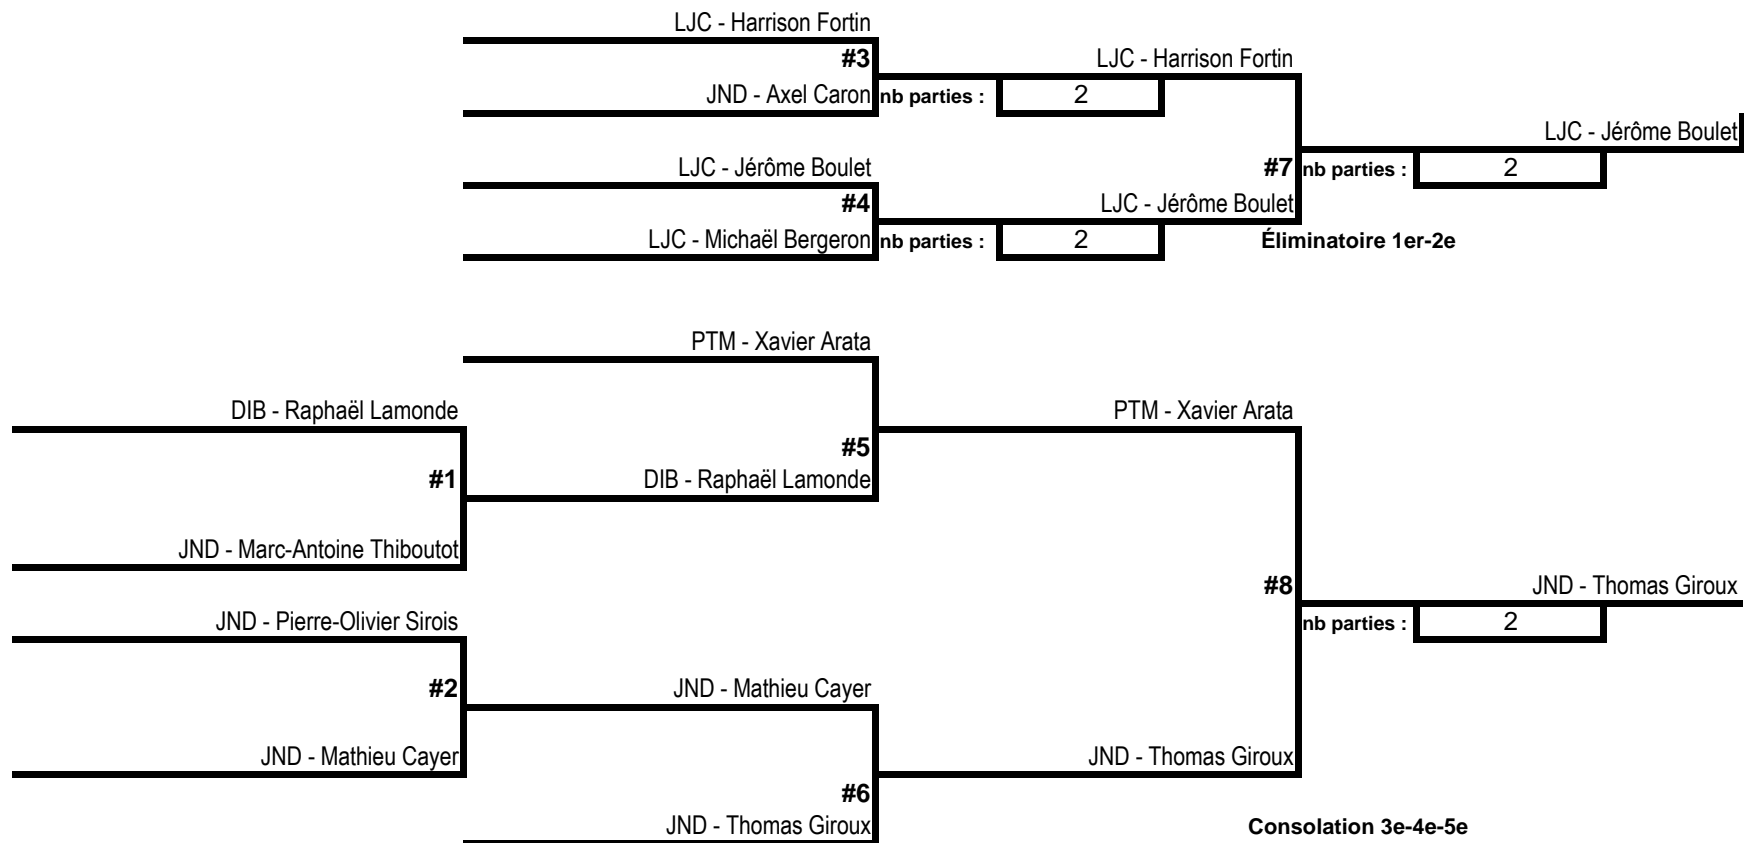 LJC - Harrison Fortin
#3
LJC - Harrison Fortin
JND - Axel Caron
nb parties :
2
LJC - Jérôme Boulet
LJC - Jérôme Boulet
#7
nb parties :
2
#4
LJC - Jérôme Boulet
LJC - Michaël Bergeron
nb parties :
2
Éliminatoire 1er-2e
PTM - Xavier Arata
DIB - Raphaël Lamonde
PTM - Xavier Arata
#5
#1
DIB - Raphaël Lamonde
JND - Marc-Antoine Thiboutot
#8
JND - Thomas Giroux
JND - Pierre-Olivier Sirois
nb parties :
2
#2
JND - Mathieu Cayer
JND - Mathieu Cayer
JND - Thomas Giroux
#6
JND - Thomas Giroux
Consolation 3e-4e-5e